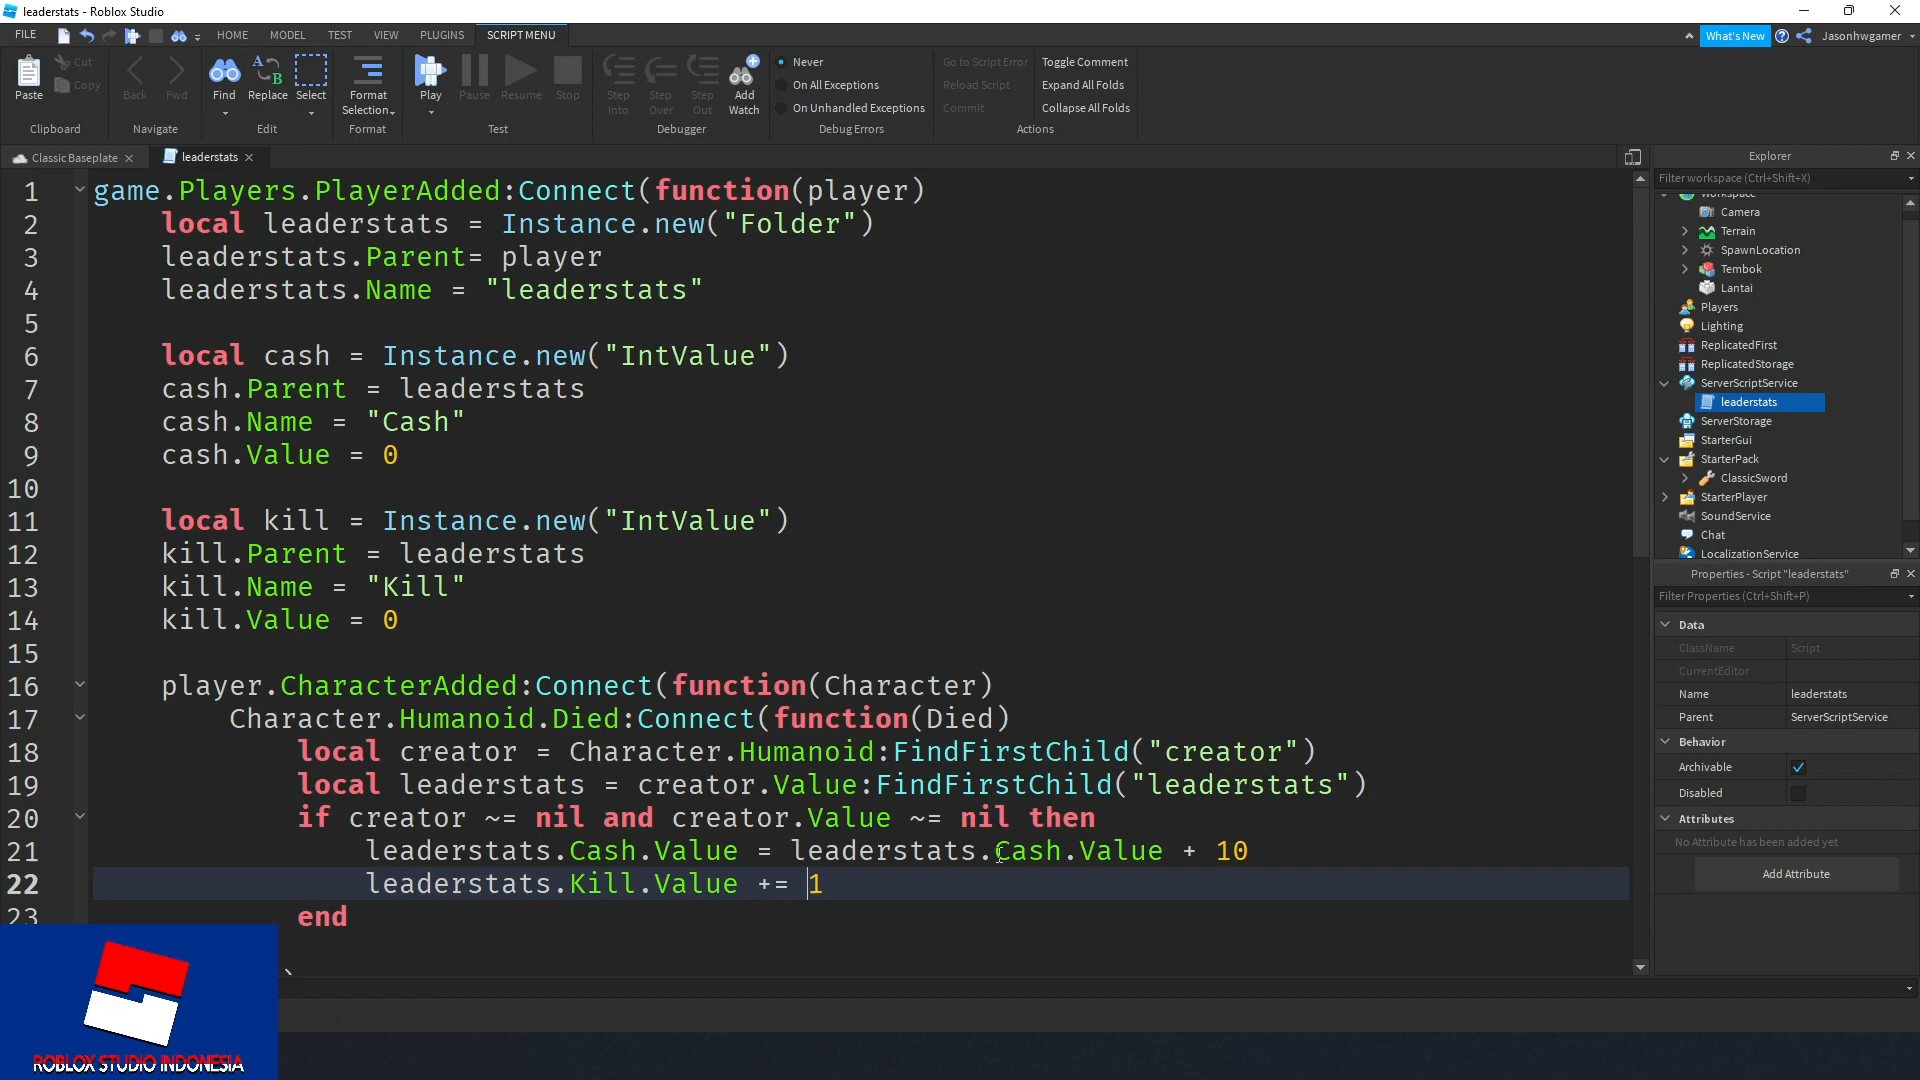 leaderstats - Roblox Studio
FILE
HOME
MODEL
TEST
VIEW
PLUGINS
SCRIPT MENU
What's New
Jasonhwgamer
Paste
Cut
Copy
Clipboard
Back
Fwd
Navigate
Find
Replace
Select
Edit
Format
Selection
Format
Play
Pause
Resume
Stop
Test
Step
Into
Step
Over
Step
Out
Add
Watch
Debugger
Never
On All Exceptions
On Unhandled Exceptions
Debug Errors
Go to Script Error
Reload Script
Commit
Toggle Comment
Expand All Folds
Collapse All Folds
Actions
Classic Baseplate
leaderstats
1 game.Players.PlayerAdded:Connect(function(player)
2 local leaderstats = Instance.new("Folder")
3 leaderstats.Parent= player
4 leaderstats.Name = "leaderstats"
5
6 local cash = Instance.new("IntValue")
7 cash.Parent = leaderstats
8 cash.Name = "Cash"
9 cash.Value = 0
10
11 local kill = Instance.new("IntValue")
12 kill.Parent = leaderstats
13 kill.Name = "Kill"
14 kill.Value = 0
15
16 player.CharacterAdded:Connect(function(Character)
17 Character.Humanoid.Died:Connect(function(Died)
18 local creator = Character.Humanoid:FindFirstChild("creator")
19 local leaderstats = creator.Value:FindFirstChild("leaderstats")
20 if creator ~= nil and creator.Value ~= nil then
21 leaderstats.Cash.Value = leaderstats.Cash.Value + 10
22 leaderstats.Kill.Value += 1
23 end
Explorer
Filter workspace (Ctrl+Shift+X)
Workspace
Camera
Terrain
SpawnLocation
Tembok
Lantai
Players
Lighting
ReplicatedFirst
ReplicatedStorage
ServerScriptService
leaderstats
ServerStorage
StarterGui
StarterPack
ClassicSword
StarterPlayer
SoundService
Chat
LocalizationService
Properties - Script "leaderstats"
Filter Properties (Ctrl+Shift+P)
Data
ClassName Script
CurrentEditor
Name leaderstats
Parent ServerScriptService
Behavior
Archivable
Disabled
Attributes
No Attribute has been added yet
Add Attribute
ROBLOX STUDIO INDONESIA